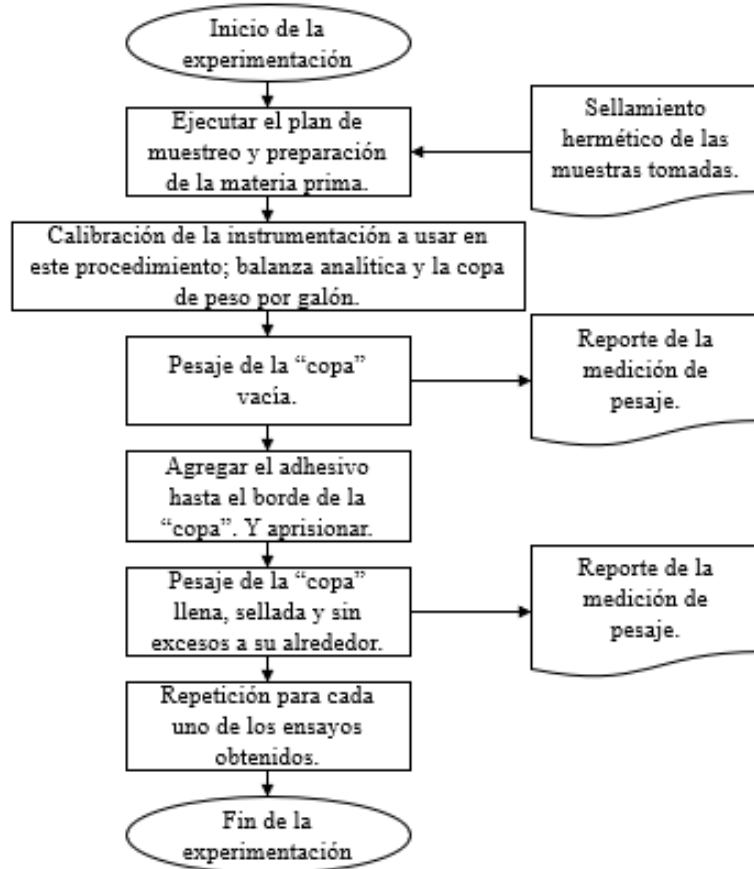 Inicio de la
experimentación
Ejecutar el plan de
muestreo y preparación
de la materia prima.
Sellamiento
hermético de las
muestras tomadas.
Calibración de la instrumentación a usar en
este procedimiento; balanza analítica y la copa
de peso por galón.
Pesaje de la “copa”
vacía.
Reporte de la
medición de
pesaje.
Agregar el adhesivo
hasta el borde de la
“copa”. Y aprisionar.
Pesaje de la “copa”
llena, sellada y sin
excesos a su alrededor.
Reporte de la
medición de
pesaje.
Repetición para cada
uno de los ensayos
obtenidos.
Fin de la
experimentación